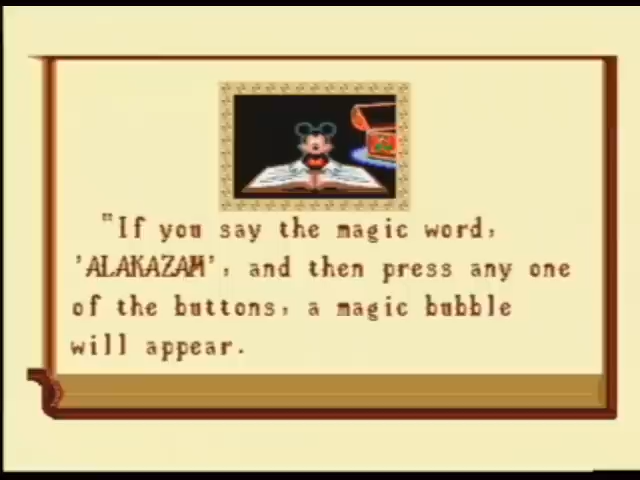 "If you say the magic word,
'ALAKAZAM', and then press any one
of the buttons, a magic bubble
will appear.